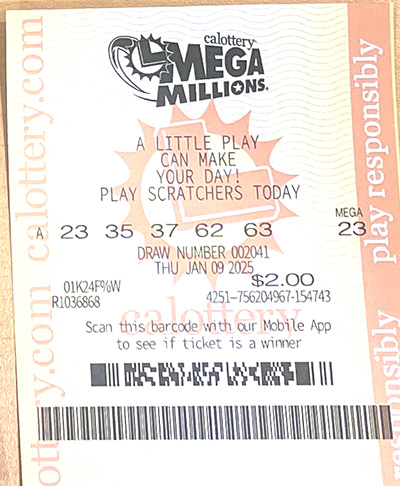 calottery
MEGA
MILLIONS
A LITTLE PLAY
CAN MAKE
YOUR DAY!
PLAY SCRATCHERS TODAY
MEGA
A 23 35 37 62 63 23
DRAW NUMBER 002041
THU JAN 09 2025
$2.00
R1036868 4251-756204967-154743
calottery
Scan this barcode with our Mobile App
to see if ticket is a winner
calottery.com
play responsibly